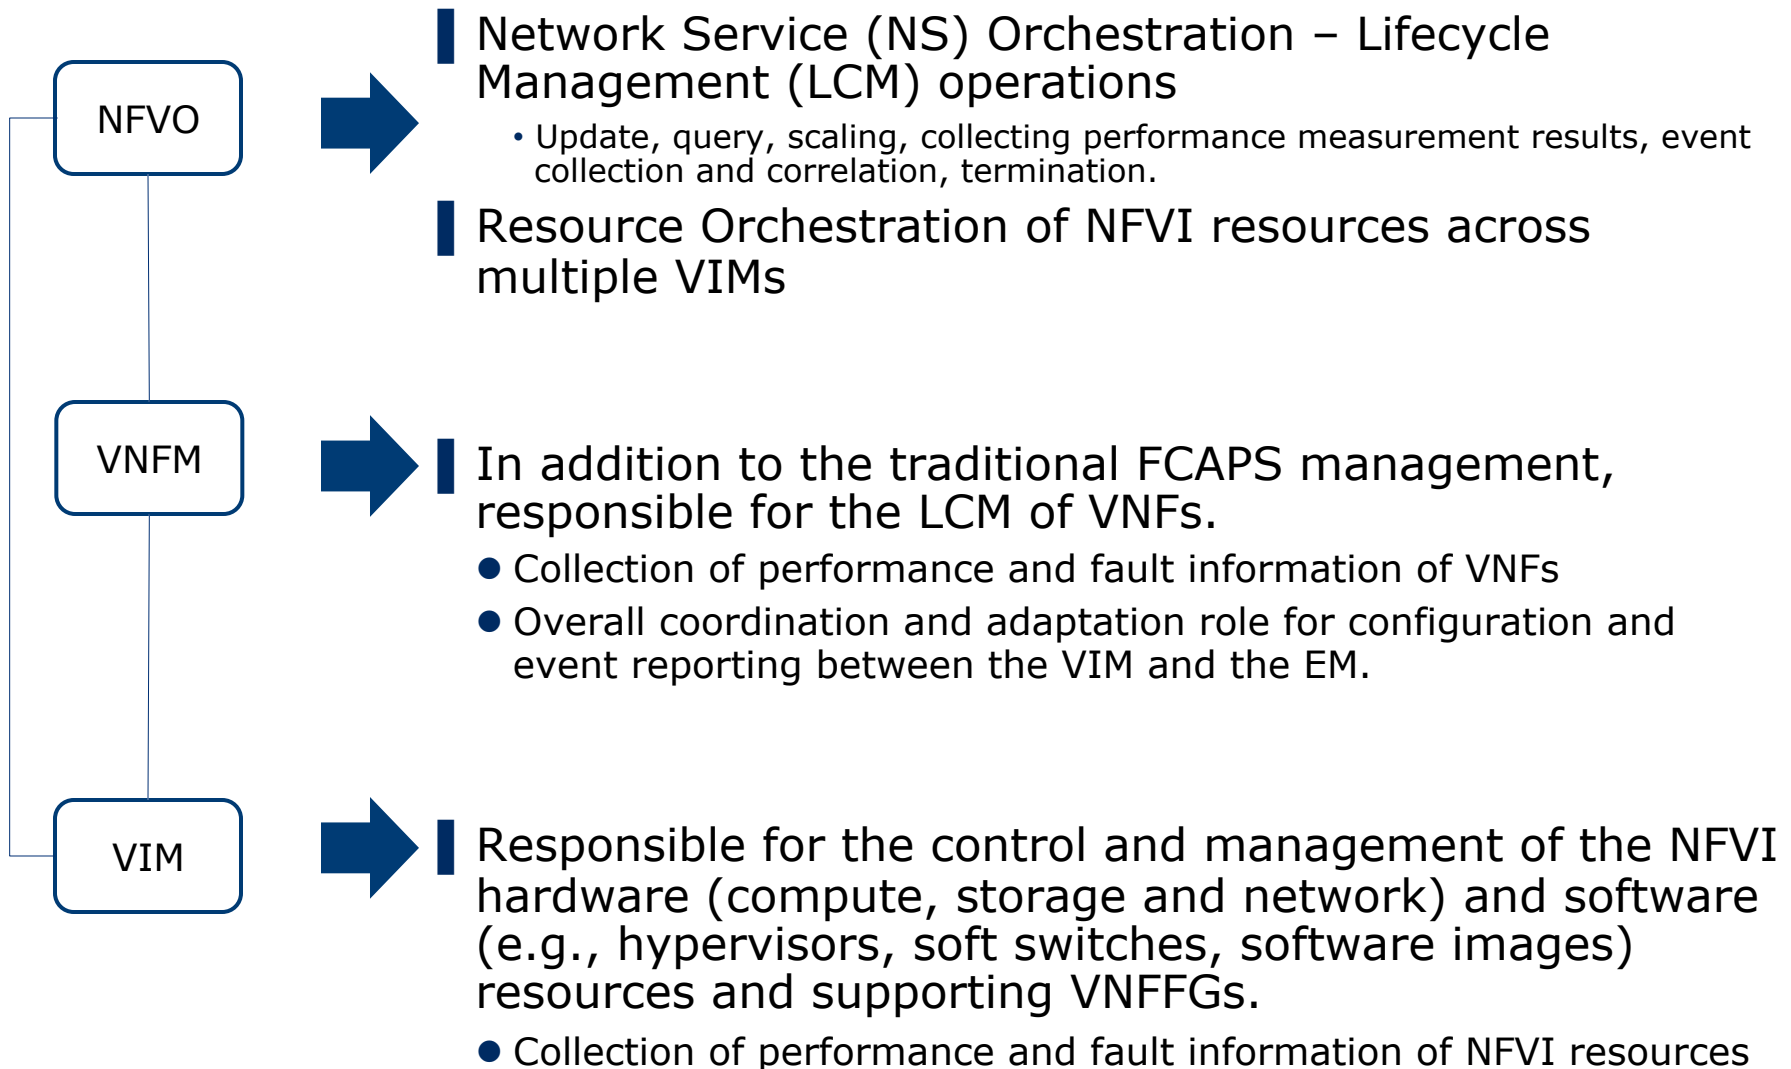 NFVO
Network Service (NS) Orchestration – Lifecycle
Management (LCM) operations
• Update, query, scaling, collecting performance measurement results, event
collection and correlation, termination.
Resource Orchestration of NFVI resources across
multiple VIMs
VNFM
In addition to the traditional FCAPS management,
responsible for the LCM of VNFs.
● Collection of performance and fault information of VNFs
● Overall coordination and adaptation role for configuration and
event reporting between the VIM and the EM.
VIM
Responsible for the control and management of the NFVI
hardware (compute, storage and network) and software
(e.g., hypervisors, soft switches, software images)
resources and supporting VNFFGs.
● Collection of performance and fault information of NFVI resources